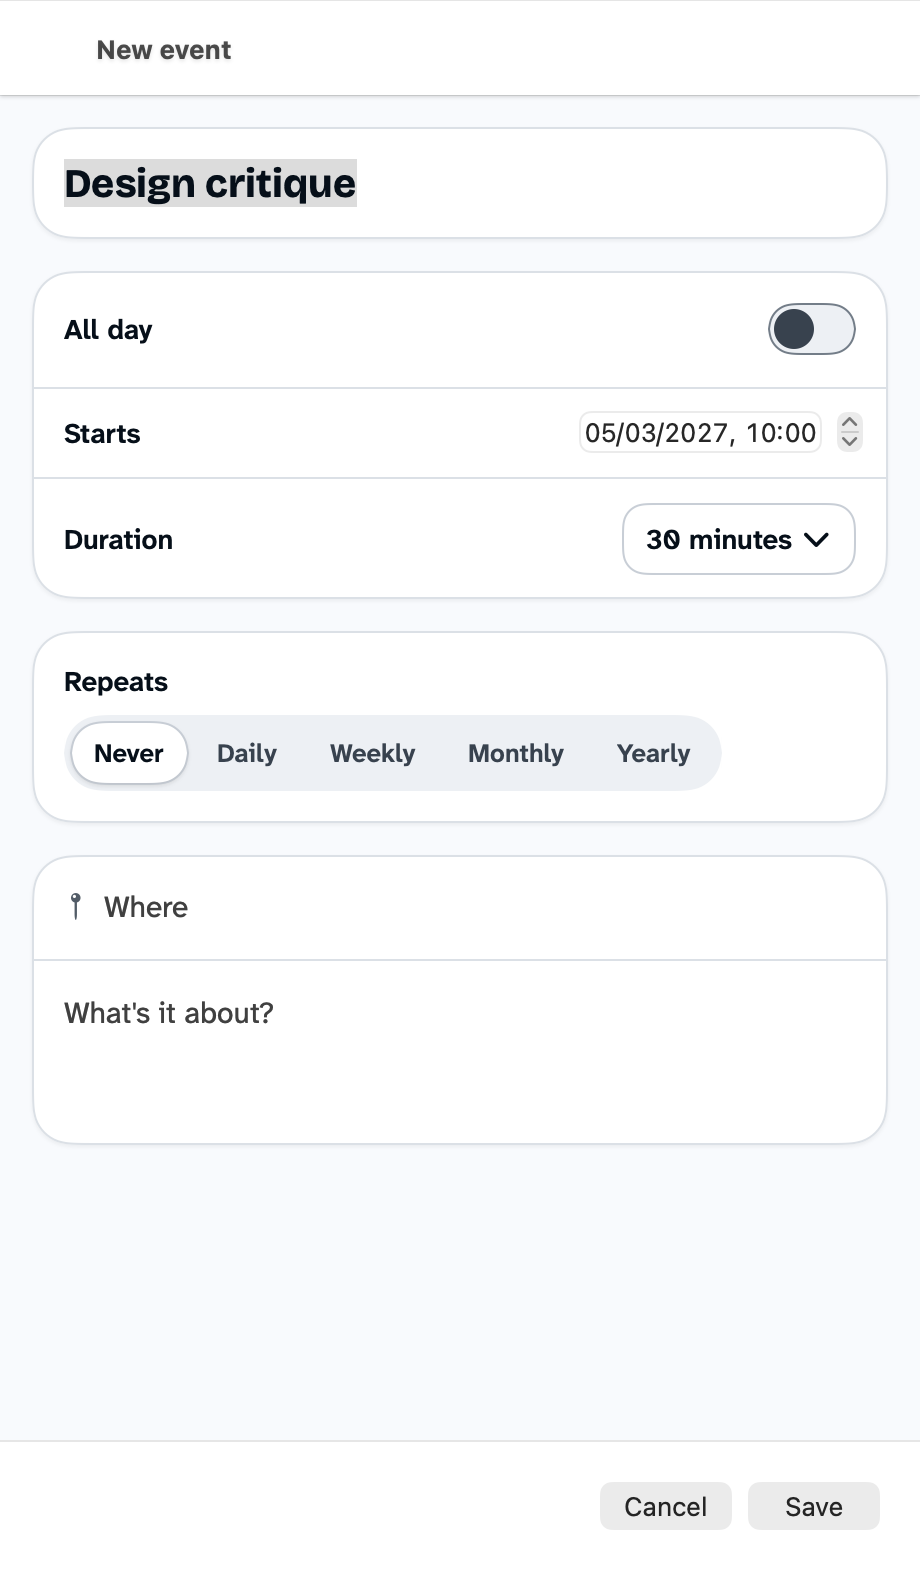 New event
Design critique
All day
Starts 05/03/2027, 10:00
Duration 30 minutes
Repeats
Never Daily Weekly Monthly Yearly
Where
What's it about?
Cancel Save